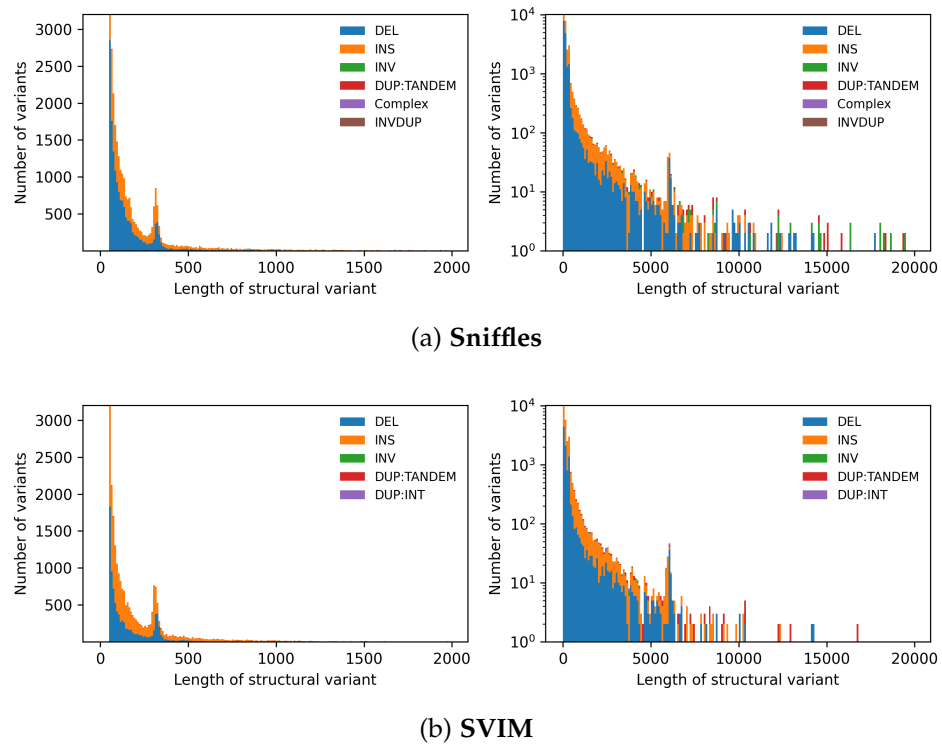 3000
2500
2000
1500
1000
500
Number of variants
0 500 1000 1500 2000
Length of structural variant
DEL
INS
INV
DUP:TANDEM
Complex
INVDUP
10^4
10^3
10^2
10^1
10^0
Number of variants
0 5000 10000 15000 20000
Length of structural variant
DEL
INS
INV
DUP:TANDEM
Complex
INVDUP
(a) Sniffles
3000
2500
2000
1500
1000
500
Number of variants
0 500 1000 1500 2000
Length of structural variant
DEL
INS
INV
DUP:TANDEM
DUP:INT
10^4
10^3
10^2
10^1
10^0
Number of variants
0 5000 10000 15000 20000
Length of structural variant
DEL
INS
INV
DUP:TANDEM
DUP:INT
(b) SVIM